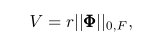 V = r||𝚽||₀,F,